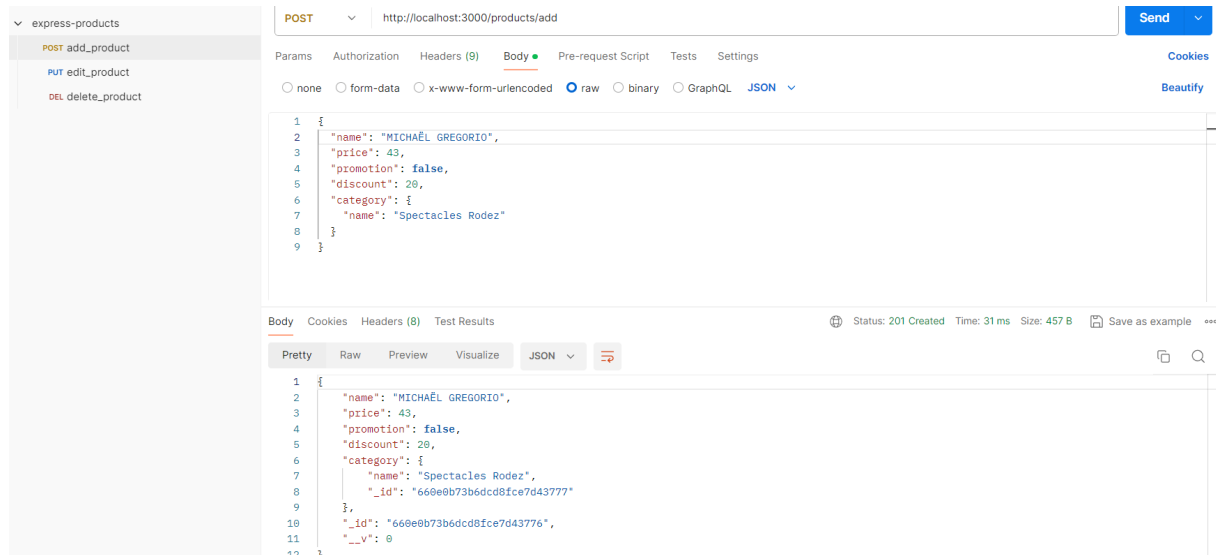 express-products
POST add_product
PUT edit_product
DEL delete_product
POST http://localhost:3000/products/add Send
Params Authorization Headers (9) Body Pre-request Script Tests Settings Cookies
none form-data x-www-form-urlencoded raw binary GraphQL JSON Beautify
1 {
2 "name": "MICHAËL GREGORIO",
3 "price": 43,
4 "promotion": false,
5 "discount": 20,
6 "category": {
7 "name": "Spectacles Rodez"
8 }
9 }
Body Cookies Headers (8) Test Results Status: 201 Created Time: 31 ms Size: 457 B Save as example
Pretty Raw Preview Visualize JSON
1 {
2 "name": "MICHAËL GREGORIO",
3 "price": 43,
4 "promotion": false,
5 "discount": 20,
6 "category": {
7 "name": "Spectacles Rodez",
8 "_id": "660e0b73b6dcd8fce7d43777"
9 },
10 "_id": "660e0b73b6dcd8fce7d43776",
11 "__v": 0
12 }